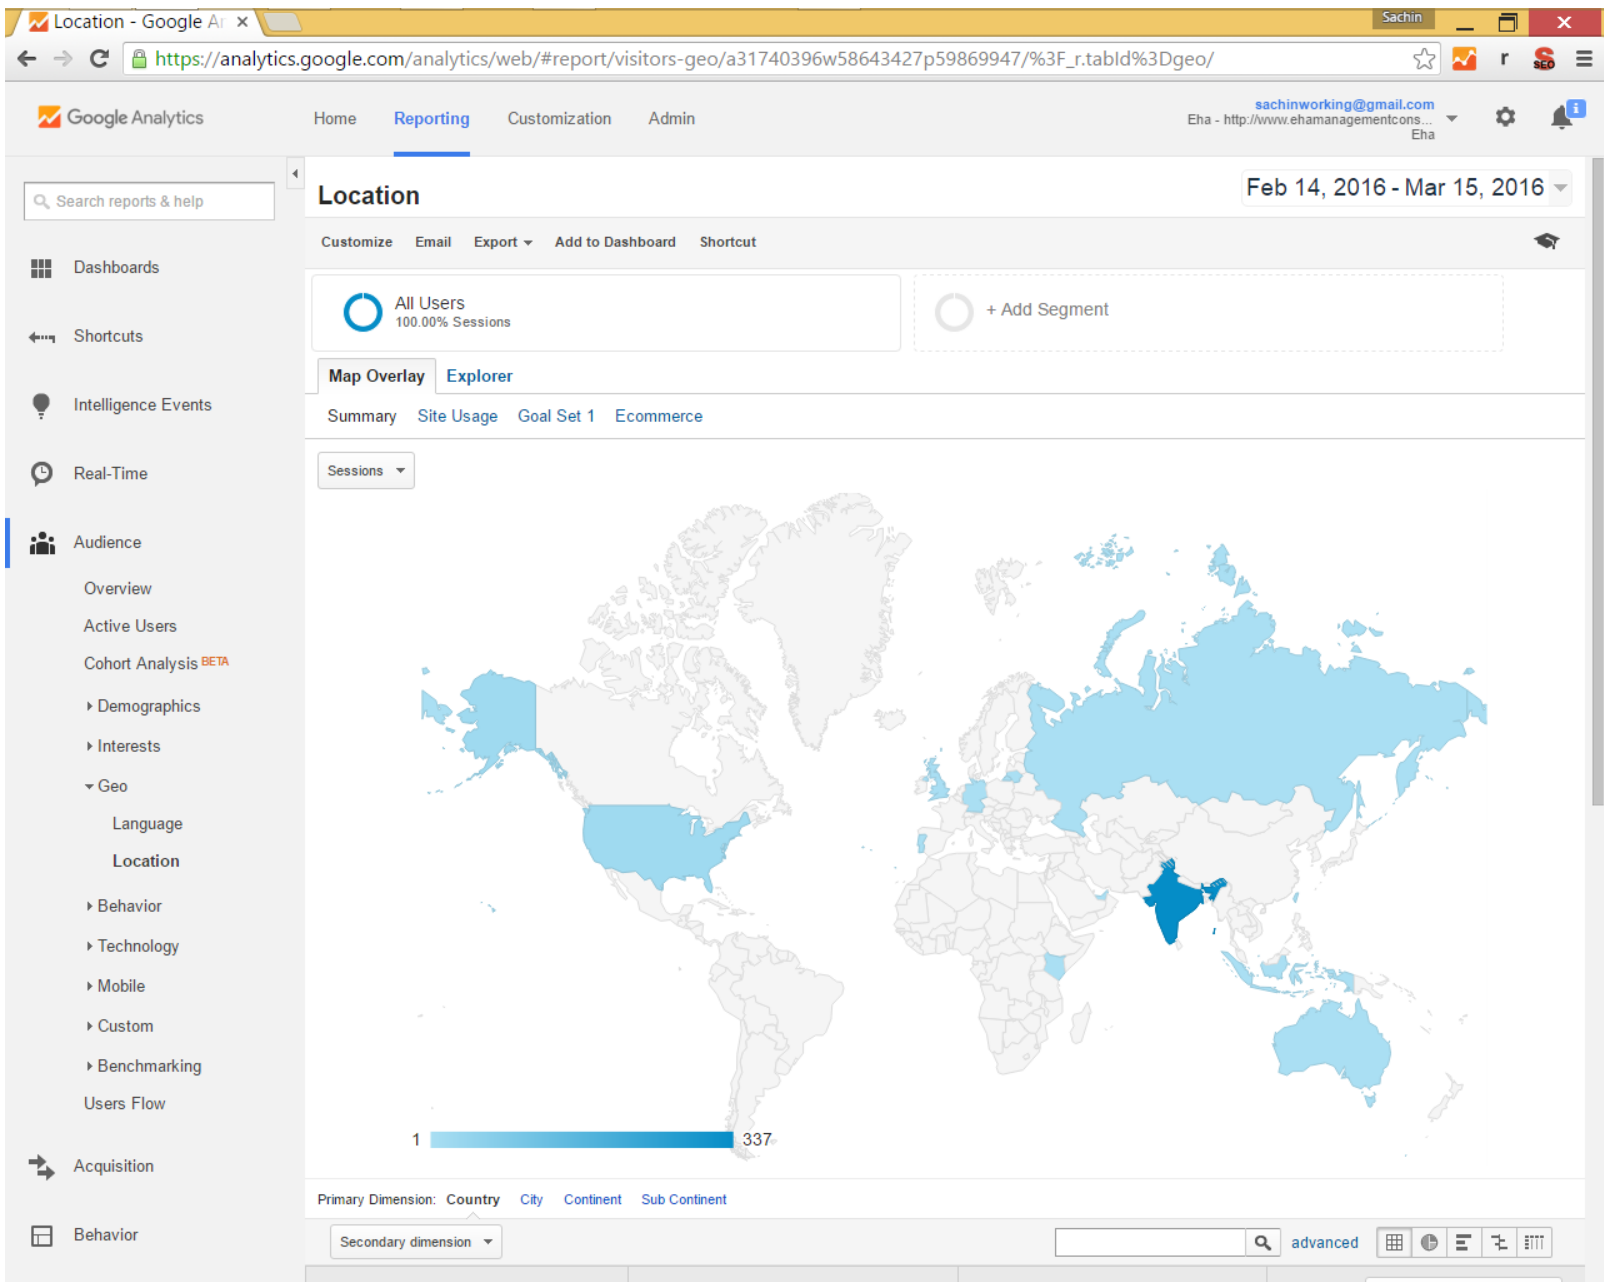 Location - Google Ar
Sachin
https://analytics.google.com/analytics/web/#report/visitors-geo/a31740396w58643427p59869947/%3F_r.tabId%3Dgeo/
r
SEO
Google Analytics
Home Reporting Customization Admin
sachinworking@gmail.com
Eha - http://www.ehamanagementcons...
Eha
i
Search reports & help
Dashboards
Shortcuts
Intelligence Events
Real-Time
Audience
Overview
Active Users
Cohort Analysis BETA
Demographics
Interests
Geo
Language
Location
Behavior
Technology
Mobile
Custom
Benchmarking
Users Flow
Acquisition
Behavior
Location
Feb 14, 2016 - Mar 15, 2016
Customize Email Export Add to Dashboard Shortcut
All Users
100.00% Sessions
+ Add Segment
Map Overlay Explorer
Summary Site Usage Goal Set 1 Ecommerce
Sessions
1 337
Primary Dimension: Country City Continent Sub Continent
Secondary dimension
advanced